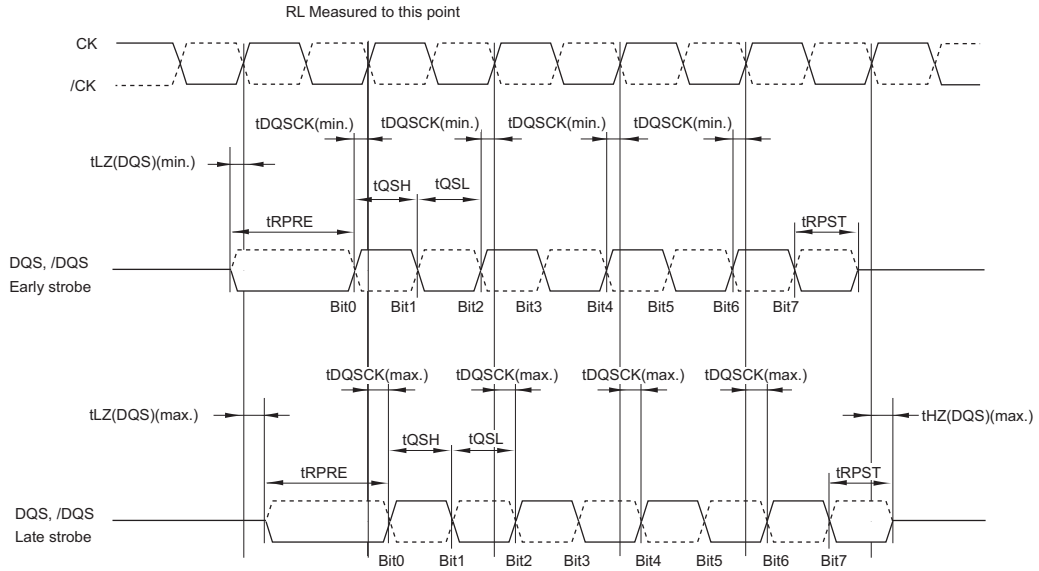 RL Measured to this point
CK
/CK
tDQSCK(min.) tDQSCK(min.) tDQSCK(min.) tDQSCK(min.)
tLZ(DQS)(min.)
tQSH tQSL
tRPRE tRPST
DQS, /DQS
Early strobe
Bit0 Bit1 Bit2 Bit3 Bit4 Bit5 Bit6 Bit7
tDQSCK(max.) tDQSCK(max.) tDQSCK(max.) tDQSCK(max.)
tLZ(DQS)(max.) tHZ(DQS)(max.)
tQSH tQSL
tRPRE tRPST
DQS, /DQS
Late strobe
Bit0 Bit1 Bit2 Bit3 Bit4 Bit5 Bit6 Bit7